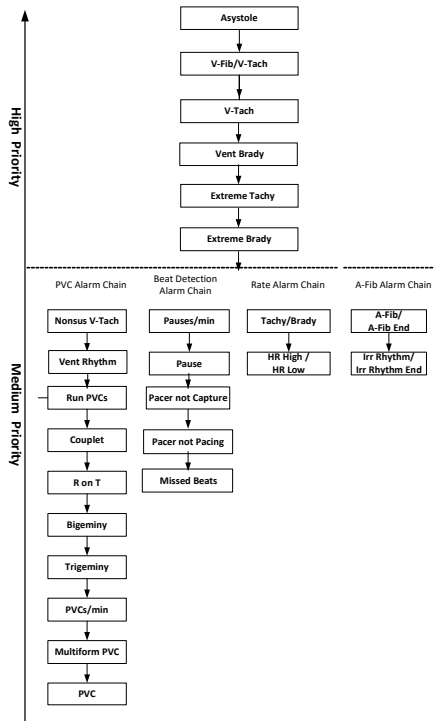 High Priority
Asystole
V-Fib/V-Tach
V-Tach
Vent Brady
Extreme Tachy
Extreme Brady
Medium Priority
PVC Alarm Chain
Nonsus V-Tach
Vent Rhythm
Run PVCs
Couplet
R on T
Bigeminy
Trigeminy
PVCs/min
Multiform PVC
PVC
Beat Detection
Alarm Chain
Pauses/min
Pause
Pacer not Capture
Pacer not Pacing
Missed Beats
Rate Alarm Chain
Tachy/Brady
HR High /
HR Low
A-Fib Alarm Chain
A-Fib/
A-Fib End
Irr Rhythm/
Irr Rhythm End